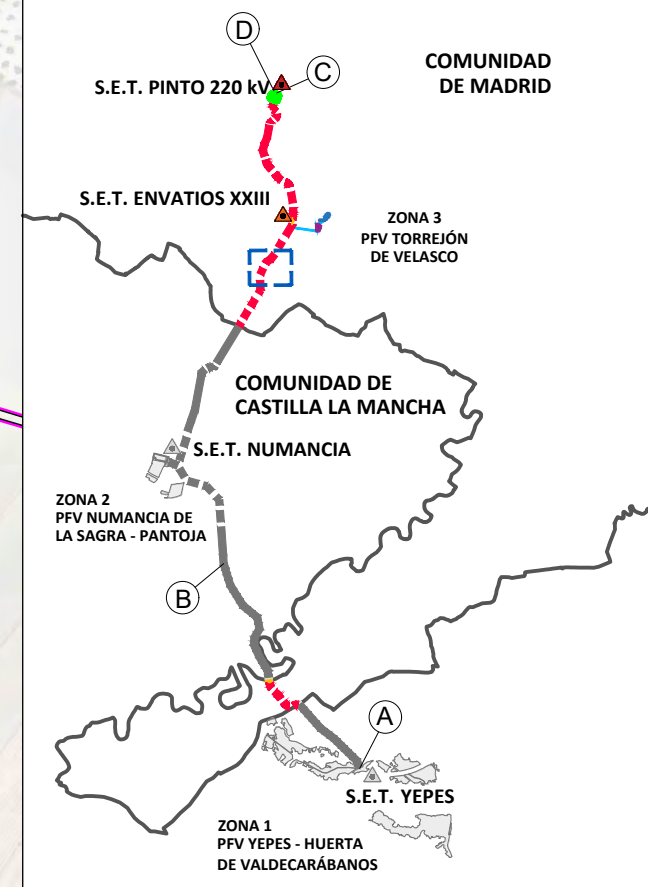 D
C
COMUNIDAD
DE MADRID
S.E.T. PINTO 220 kV
S.E.T. ENVATIOS XXIII
ZONA 3
PFV TORREJÓN
DE VELASCO
COMUNIDAD DE
CASTILLA LA MANCHA
S.E.T. NUMANCIA
ZONA 2
PFV NUMANCIA DE
LA SAGRA - PANTOJA
B
A
S.E.T. YEPES
ZONA 1
PFV YEPES - HUERTA
DE VALDECARÁBANOS